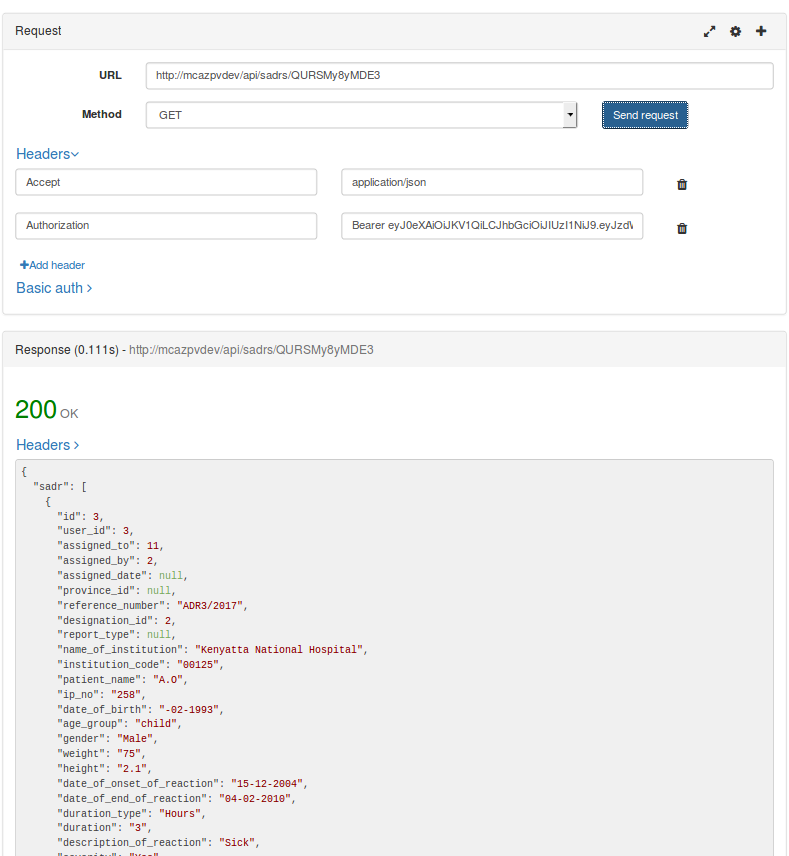 Request
URL http://mcazpvdev/api/sadrs/QURSMy8yMDE3
Method GET Send request
Headers
Accept application/json
Authorization Bearer eyJ0eXAiOiJKV1QiLCJhbGciOiJIUzI1NiJ9.eyJzdW
Add header
Basic auth
Response (0.111s) - http://mcazpvdev/api/sadrs/QURSMy8yMDE3
200 OK
Headers
{
"sadr": [
{
"id": 3,
"user_id": 3,
"assigned_to": 11,
"assigned_by": 2,
"assigned_date": null,
"province_id": null,
"reference_number": "ADR3/2017",
"designation_id": 2,
"report_type": null,
"name_of_institution": "Kenyatta National Hospital",
"institution_code": "00125",
"patient_name": "A.O",
"ip_no": "258",
"date_of_birth": "-02-1993",
"age_group": "child",
"gender": "Male",
"weight": "75",
"height": "2.1",
"date_of_onset_of_reaction": "15-12-2004",
"date_of_end_of_reaction": "04-02-2010",
"duration_type": "Hours",
"duration": "3",
"description_of_reaction": "Sick",
"severity": "Yes",